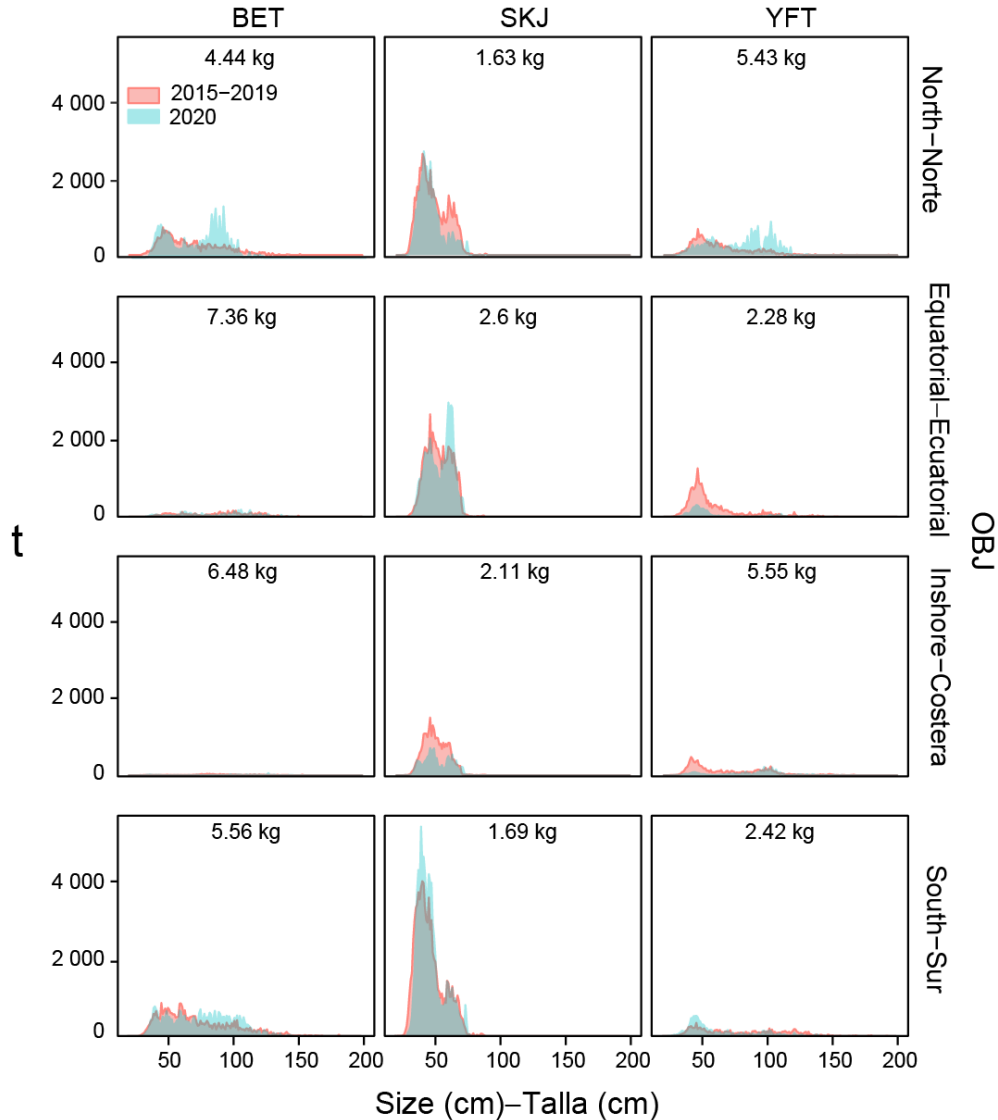 BET SKJ YFT
4.44 kg 1.63 kg 5.43 kg
2015–2019
2020
4 000
2 000
0
North–Norte
7.36 kg 2.6 kg 2.28 kg
4 000
2 000
0
Equatorial–Ecuatorial
t
OBJ
6.48 kg 2.11 kg 5.55 kg
4 000
2 000
0
Inshore–Costera
5.56 kg 1.69 kg 2.42 kg
4 000
2 000
0
South–Sur
50 100 150 200 50 100 150 200 50 100 150 200
Size (cm)–Talla (cm)